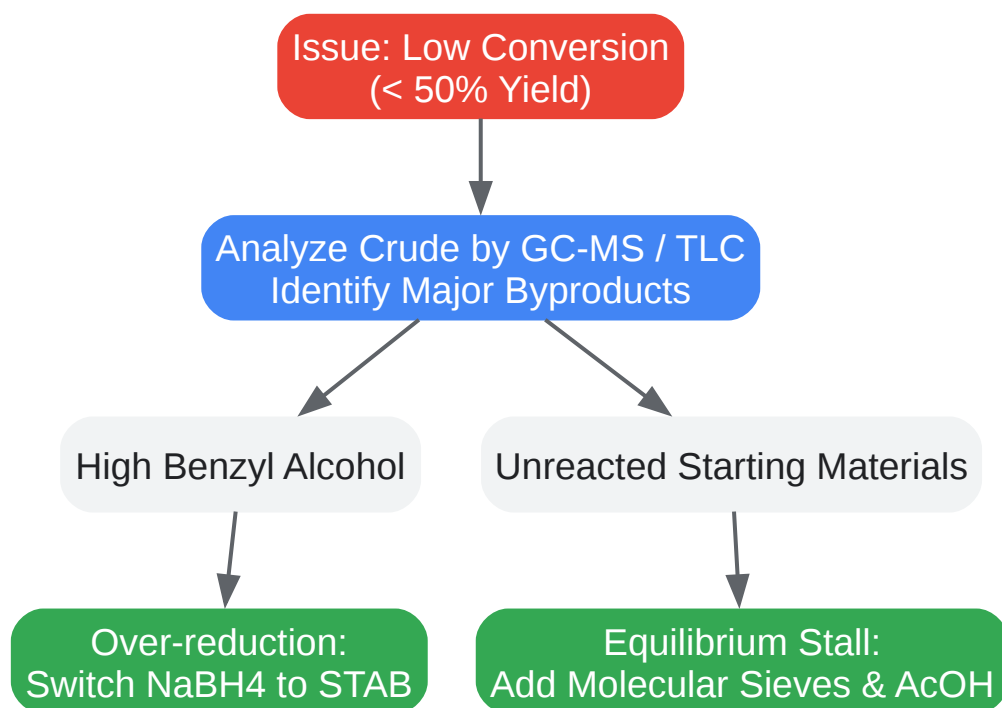 Issue: Low Conversion
(< 50% Yield)
Analyze Crude by GC-MS / TLC
Identify Major Byproducts
High Benzyl Alcohol
Unreacted Starting Materials
Over-reduction:
Switch NaBH4 to STAB
Equilibrium Stall:
Add Molecular Sieves & AcOH